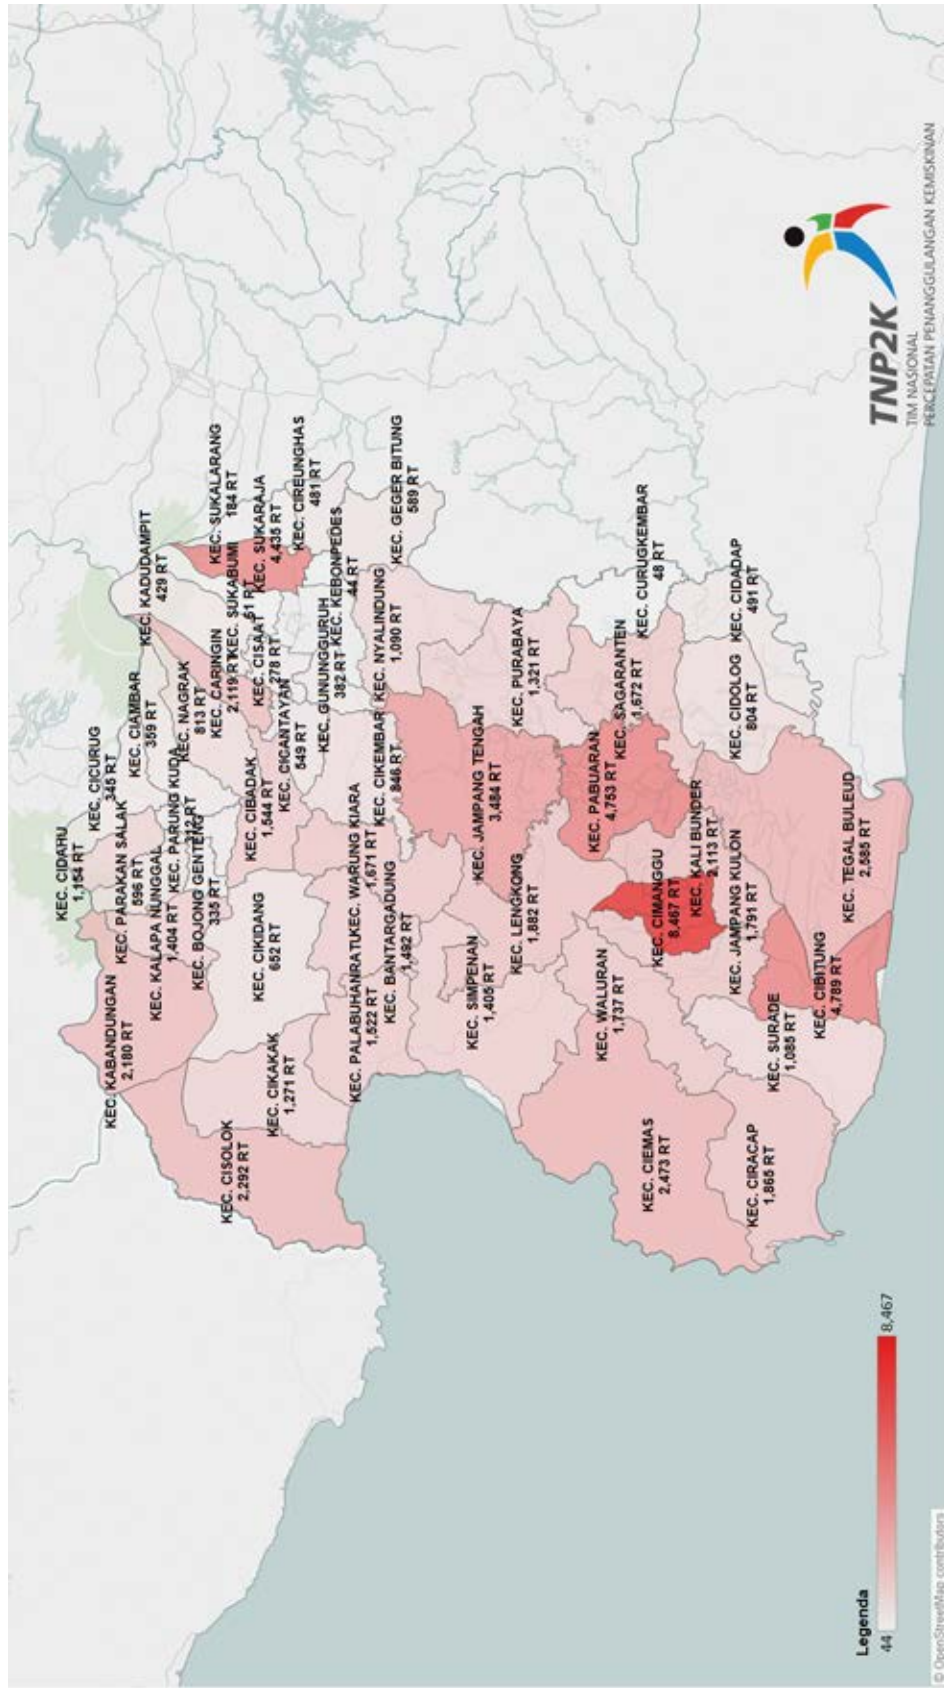 KEC. CIDAHU
1,154 RT
KEC. CICURUG
345 RT
KEC. PARAKAN SALAK
596 RT
KEC. KABANDUNGAN
2,180 RT
KEC. CIAMBAR
359 RT
KEC. KADUDAMPIT
429 RT
KEC. KALAPA NUNGGAL
1,404 RT
KEC. PARUNG KUDA
312 RT
KEC. NAGRAK
813 RT
KEC. BOJONG GENTENG
335 RT
KEC. SUKALARANG
184 RT
KEC. CARINGIN
2,119 RT
KEC. SUKABUMI
51 RT
KEC. SUKARAJA
4,435 RT
KEC. CISOLOK
2,292 RT
KEC. CIKIDANG
652 RT
KEC. CIBADAK
1,544 RT
KEC. CISAAT
278 RT
KEC. CIKAKAK
1,271 RT
KEC. CICANTAYAN
549 RT
KEC. CIREUNGHAS
481 RT
KEC. GUNUNGGURUH
382 RT
KEC. KEBONPEDES
44 RT
KEC. PALABUHANRATU
1,522 RT
KEC. WARUNG KIARA
1,671 RT
KEC. CIKEMBAR
846 RT
KEC. NYALINDUNG
1,090 RT
KEC. GEGER BITUNG
589 RT
KEC. BANTARGADUNG
1,492 RT
KEC. SIMPENAN
1,405 RT
KEC. JAMPANG TENGAH
3,484 RT
KEC. LENGKONG
1,882 RT
KEC. PURABAYA
1,321 RT
KEC. PABUARAN
4,753 RT
KEC. WALURAN
1,737 RT
KEC. SAGARANTEN
1,672 RT
KEC. CURUGKEMBAR
48 RT
KEC. CIEMAS
2,473 RT
KEC. CIMANGGU
8,467 RT
KEC. KALI BUNDER
2,113 RT
KEC. CIDOLOG
804 RT
KEC. CIDADAP
491 RT
KEC. CIRACAP
1,865 RT
KEC. JAMPANG KULON
1,791 RT
KEC. SURADE
1,085 RT
KEC. CIBITUNG
4,789 RT
KEC. TEGAL BULEUD
2,585 RT
Legenda
44 8,467
TNP2K
TIM NASIONAL
PERCEPATAN PENANGGULANGAN KEMISKINAN
© OpenStreetMap contributors